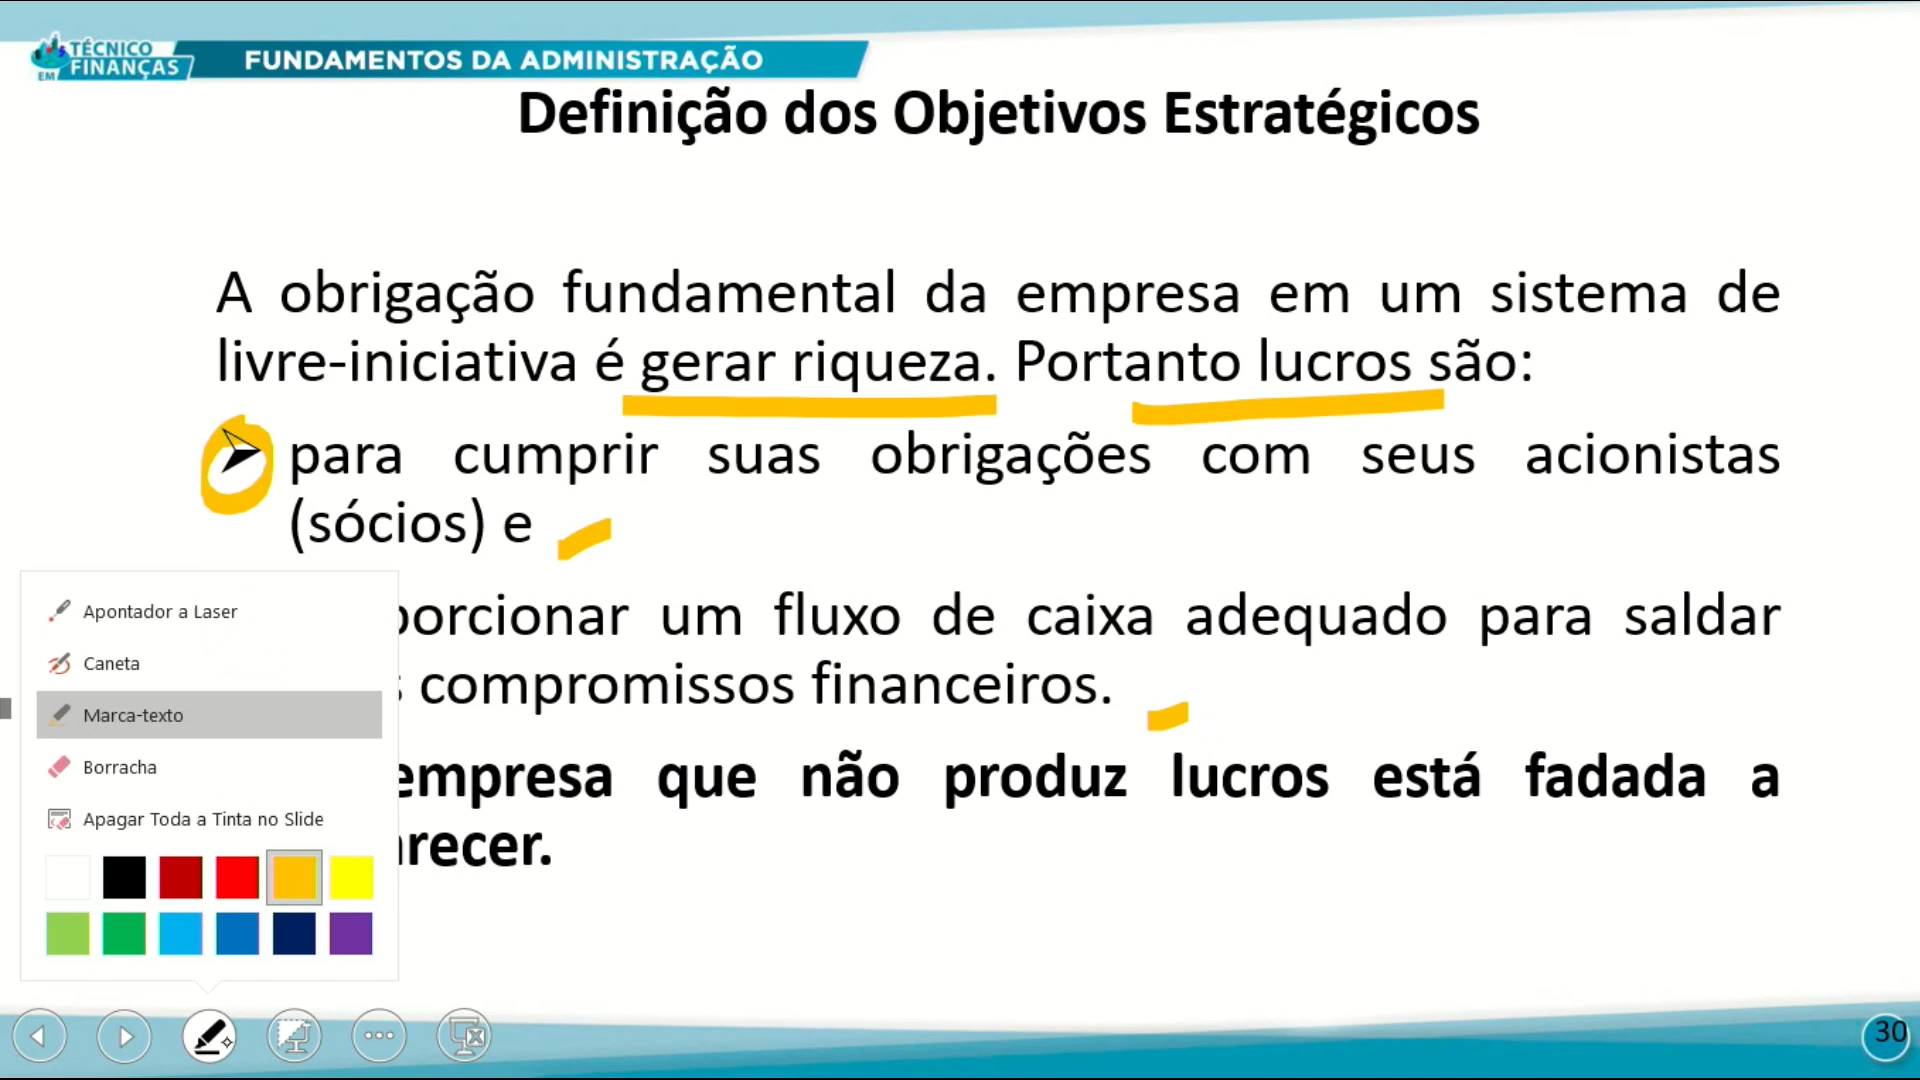 TÉCNICO
EM FINANÇAS
FUNDAMENTOS DA ADMINISTRAÇÃO
Definição dos Objetivos Estratégicos
A obrigação fundamental da empresa em um sistema de
livre-iniciativa é gerar riqueza. Portanto lucros são:
para cumprir suas obrigações com seus acionistas
(sócios) e
porcionar um fluxo de caixa adequado para saldar
compromissos financeiros.
empresa que não produz lucros está fadada a
recer.
Apontador a Laser
Caneta
Marca-texto
Borracha
Apagar Toda a Tinta no Slide
30